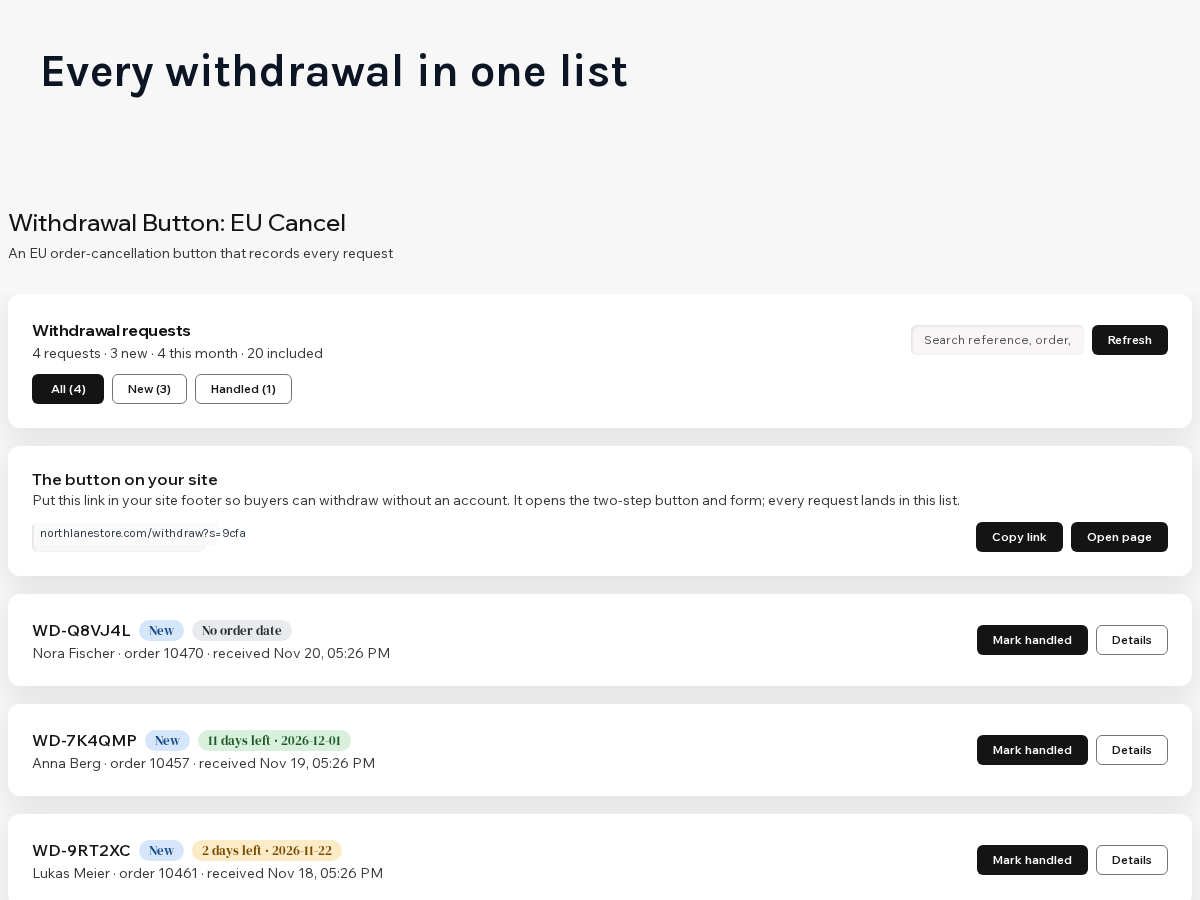 Every withdrawal in one list
Withdrawal Button: EU Cancel
An EU order-cancellation button that records every request
Withdrawal requests
4 requests · 3 new · 4 this month · 20 included
Search reference, order,
Refresh
All (4)
New (3)
Handled (1)
The button on your site
Put this link in your site footer so buyers can withdraw without an account. It opens the two-step button and form; every request lands in this list.
northlanestore.com/withdraw?s=9cfa
Copy link
Open page
WD-Q8VJ4L New No order date
Nora Fischer · order 10470 · received Nov 20, 05:26 PM
Mark handled
Details
WD-7K4QMP New 11 days left · 2026-12-01
Anna Berg · order 10457 · received Nov 19, 05:26 PM
Mark handled
Details
WD-9RT2XC New 2 days left · 2026-11-22
Lukas Meier · order 10461 · received Nov 18, 05:26 PM
Mark handled
Details